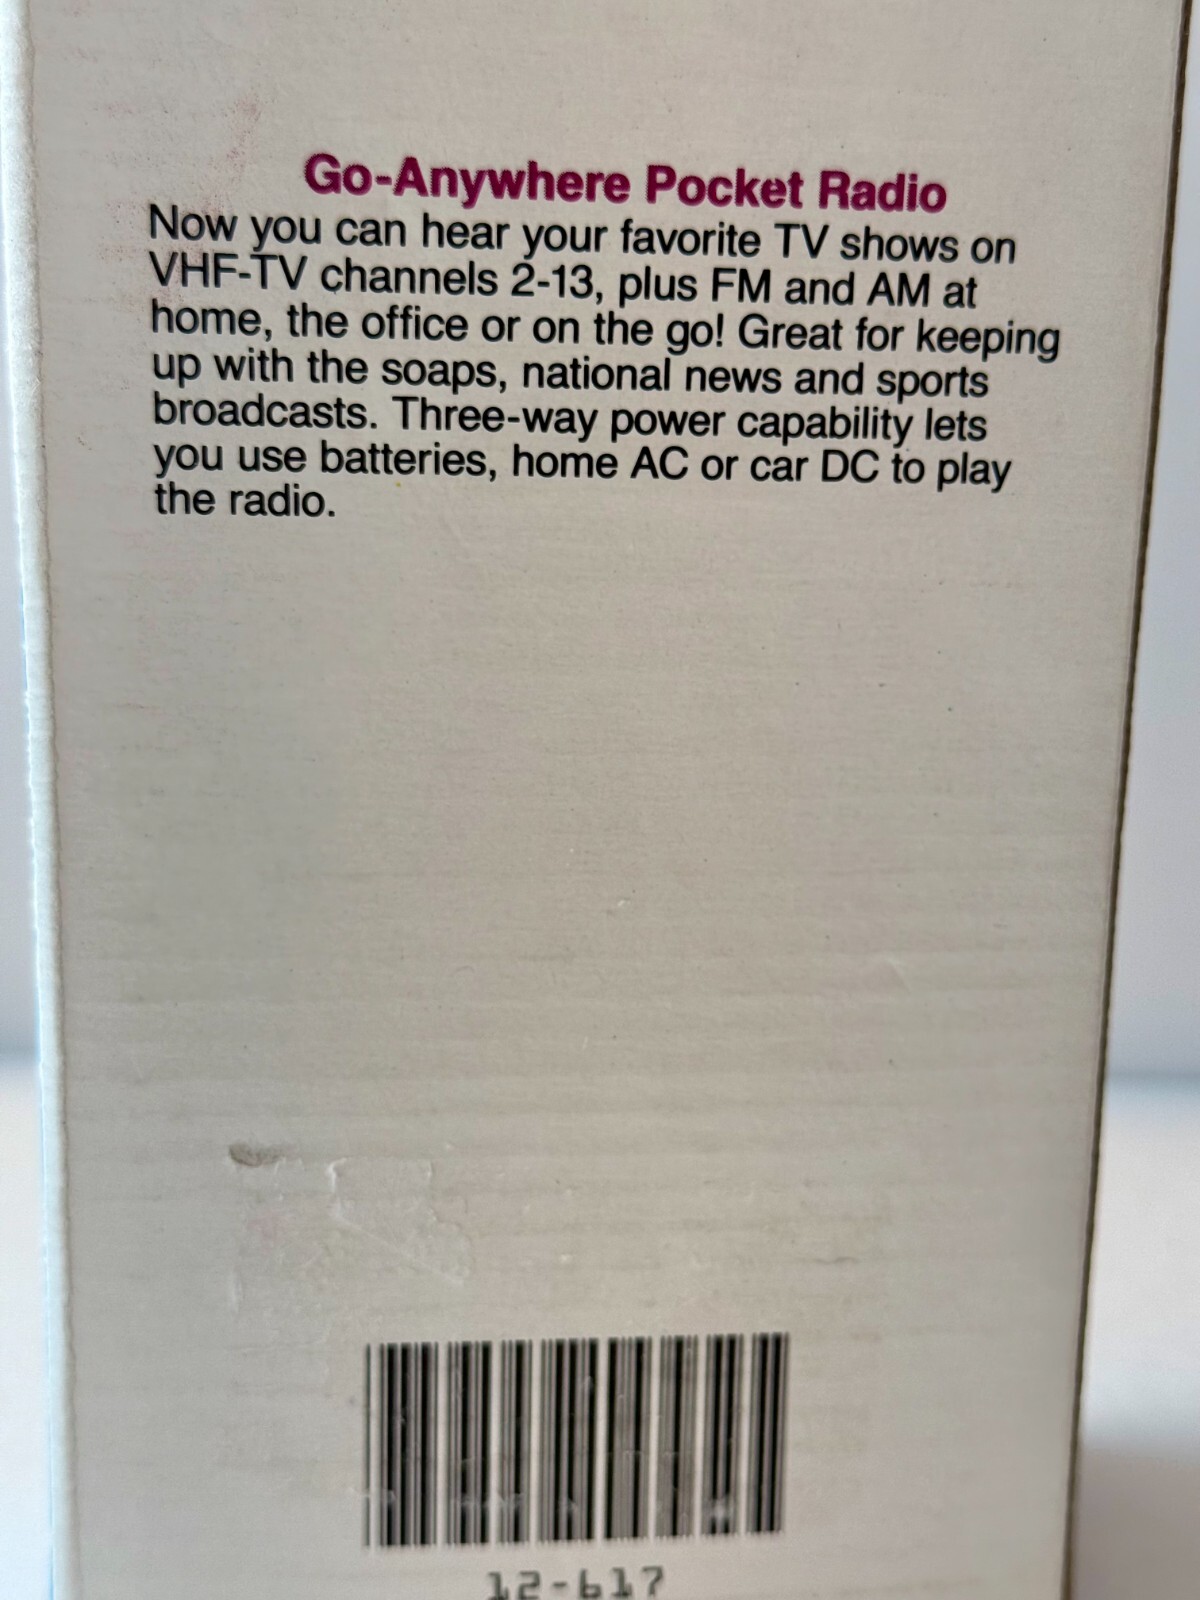 Go-Anywhere Pocket Radio
Now you can hear your favorite TV shows on
VHF-TV channels 2-13, plus FM and AM at
home, the office or on the go! Great for keeping
up with the soaps, national news and sports
broadcasts. Three-way power capability lets
you use batteries, home AC or car DC to play
the radio.
12-617